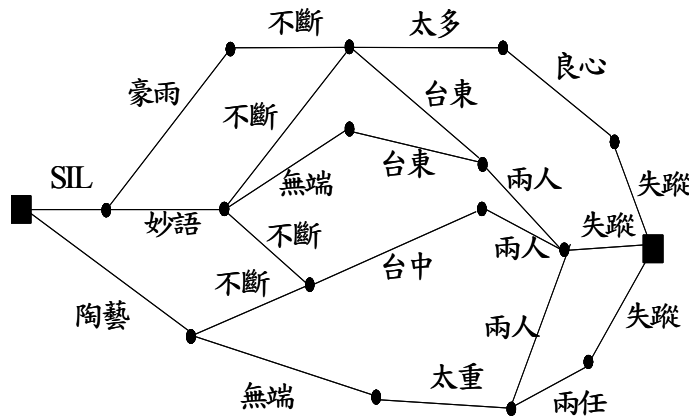 不斷
太多
良心
豪雨
不斷
台東
SIL
無端
台東
兩人
失蹤
妙語
不斷
失蹤
不斷
台中
兩人
陶藝
兩人
失蹤
無端
太重
兩任